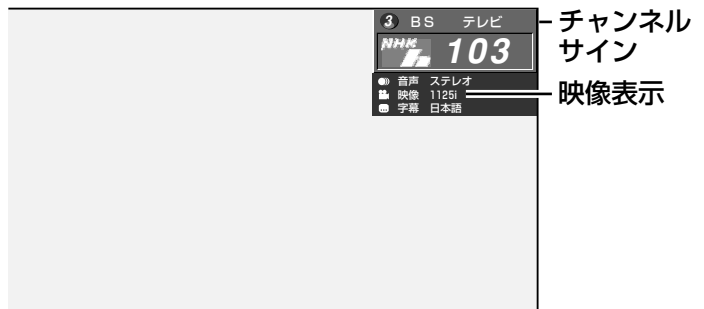 3 BS テレビ
NHK h 103
音声 ステレオ
映像 1125i
字幕 日本語
チャンネル
サイン
映像表示